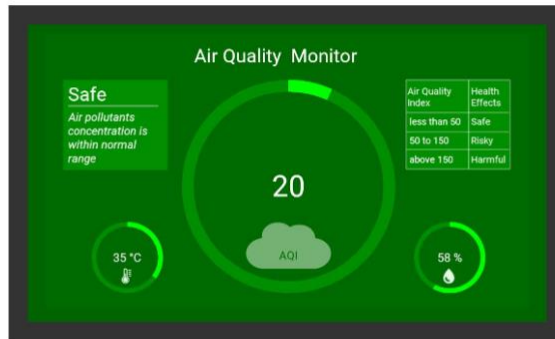 Air Quality Monitor
Safe
Air pollutants
concentration is
within normal
range
Air Quality Index Health Effects
less than 50 Safe
50 to 150 Risky
above 150 Harmful
20
AQI
35 °C
58 %